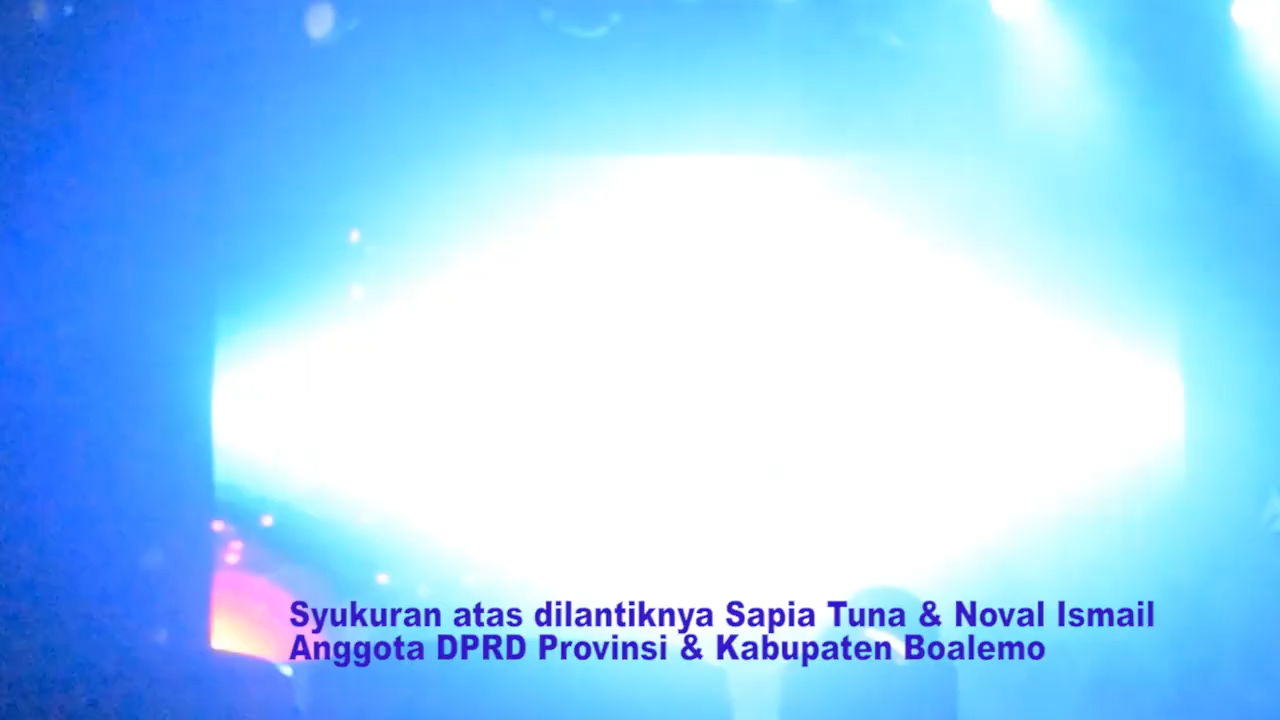 Syukuran atas dilantiknya Sapia Tuna & Noval Ismail
Anggota DPRD Provinsi & Kabupaten Boalemo